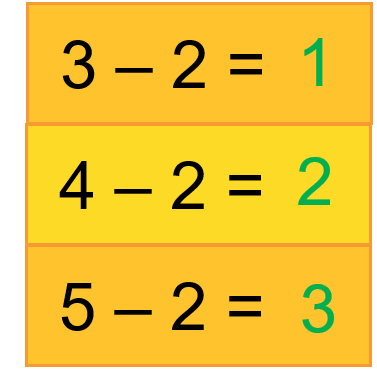 3 – 2 = 1
4 – 2 = 2
5 – 2 = 3